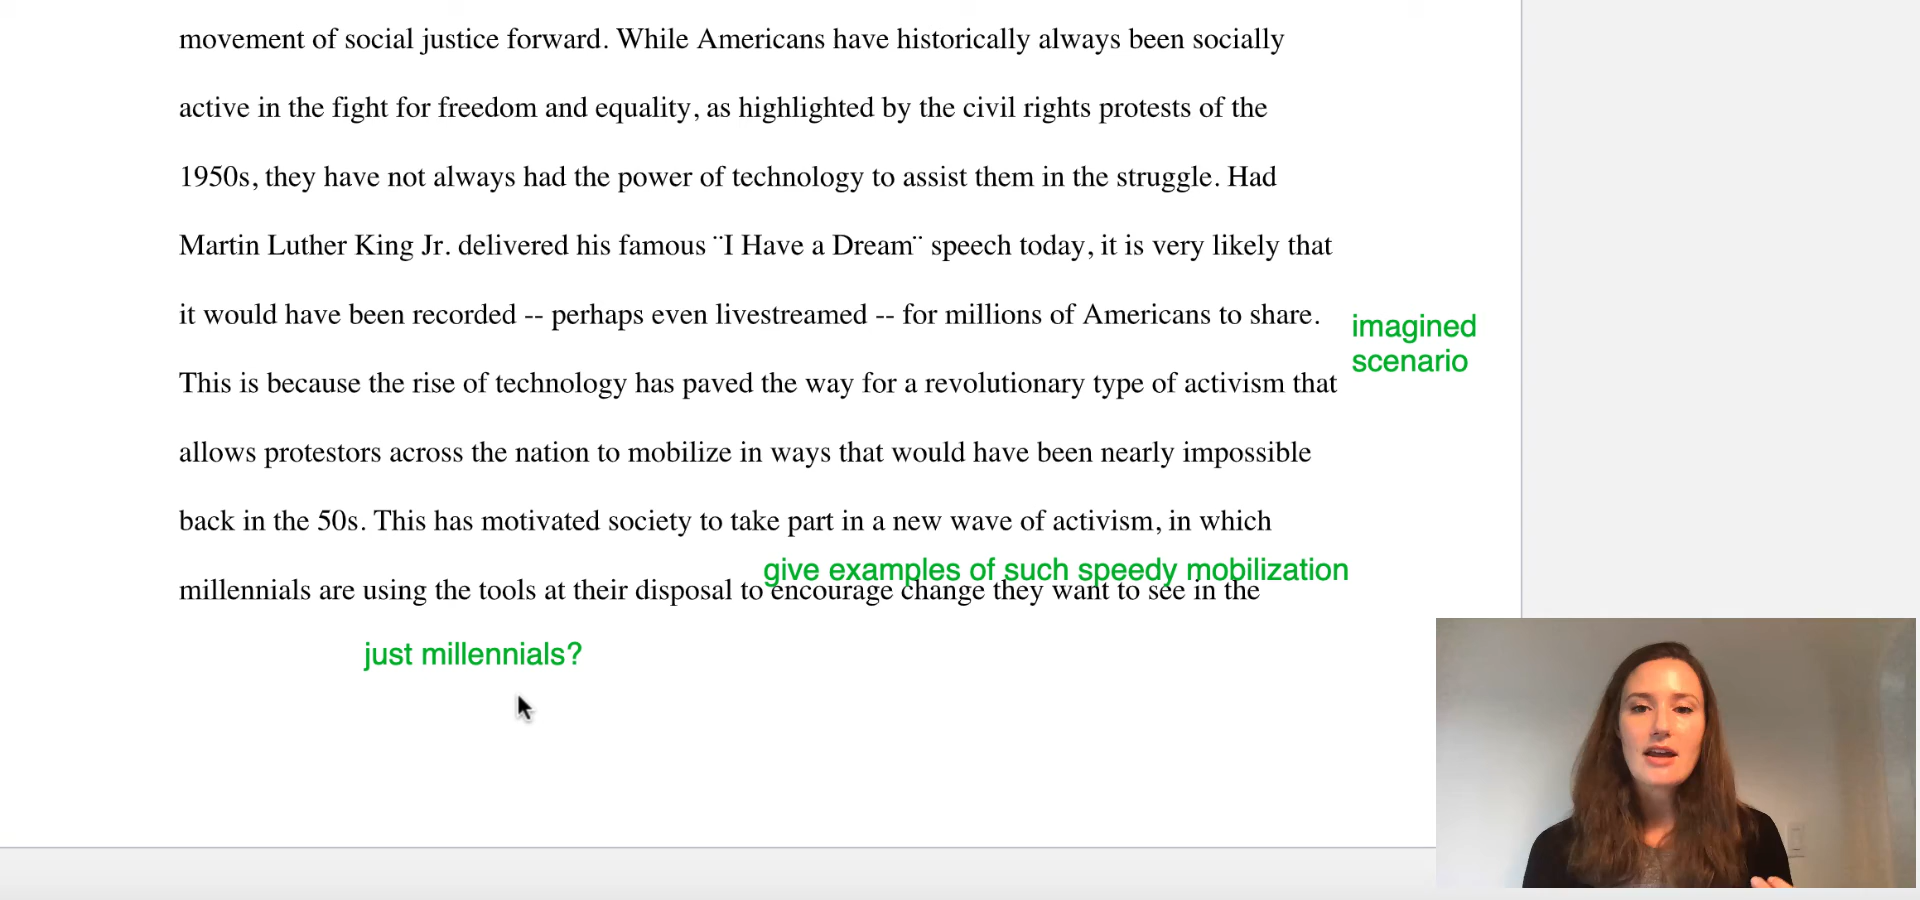 movement of social justice forward. While Americans have historically always been socially
active in the fight for freedom and equality, as highlighted by the civil rights protests of the
1950s, they have not always had the power of technology to assist them in the struggle. Had
Martin Luther King Jr. delivered his famous ¨I Have a Dream¨ speech today, it is very likely that
it would have been recorded -- perhaps even livestreamed -- for millions of Americans to share.
imagined
scenario
This is because the rise of technology has paved the way for a revolutionary type of activism that
allows protestors across the nation to mobilize in ways that would have been nearly impossible
back in the 50s. This has motivated society to take part in a new wave of activism, in which
give examples of such speedy mobilization
millennials are using the tools at their disposal to encourage change they want to see in the
just millennials?